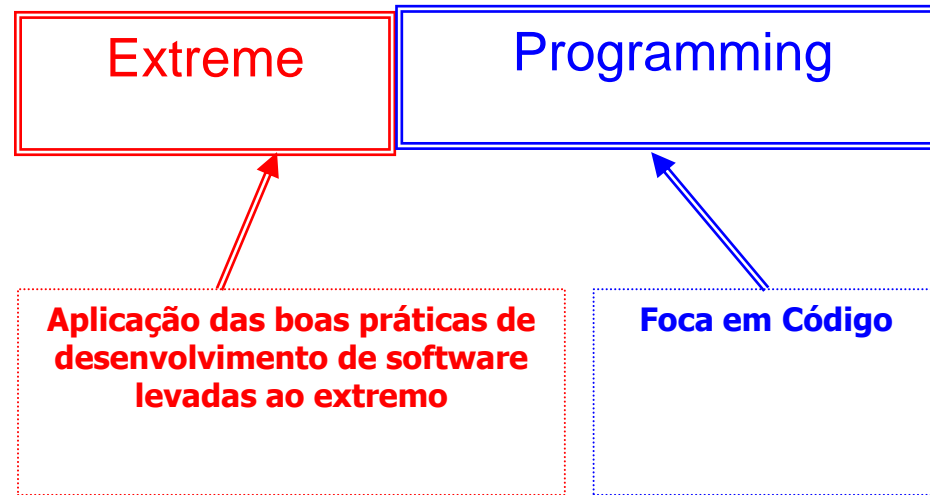 Extreme
Programming
Aplicação das boas práticas de
desenvolvimento de software
levadas ao extremo
Foca em Código